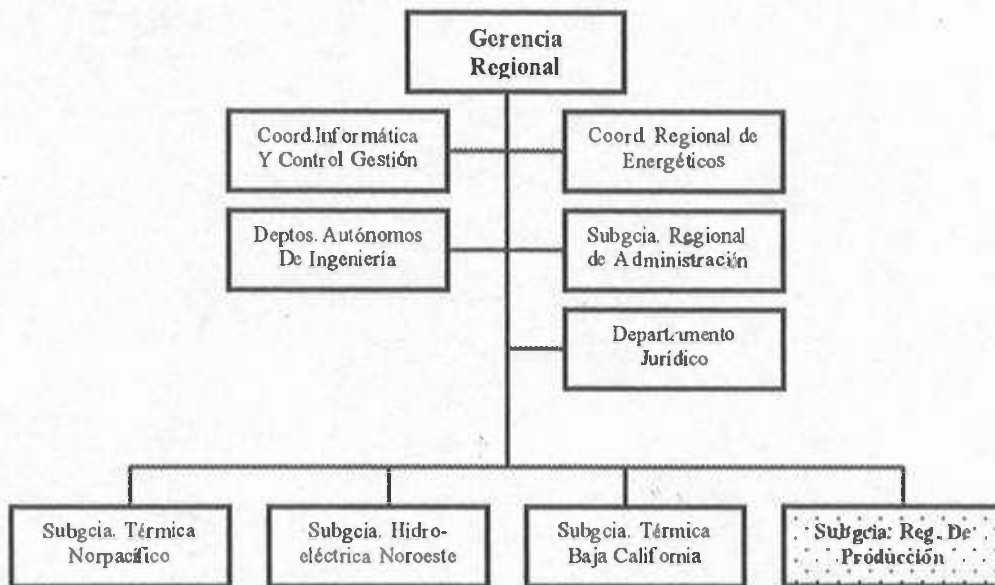 Gerencia
Regional
Coord.Informática
Y Control Gestión
Coord. Regional de
Energéticos
Deptos. Autónomos
De Ingeniería
Subgcia. Regional
de Administración
Departamento
Jurídico
Subgcia. Térmica
Norpacífico
Subgcia. Hidro-
eléctrica Noroeste
Subgcia. Térmica
Baja California
Subgcia. Reg. De
Producción